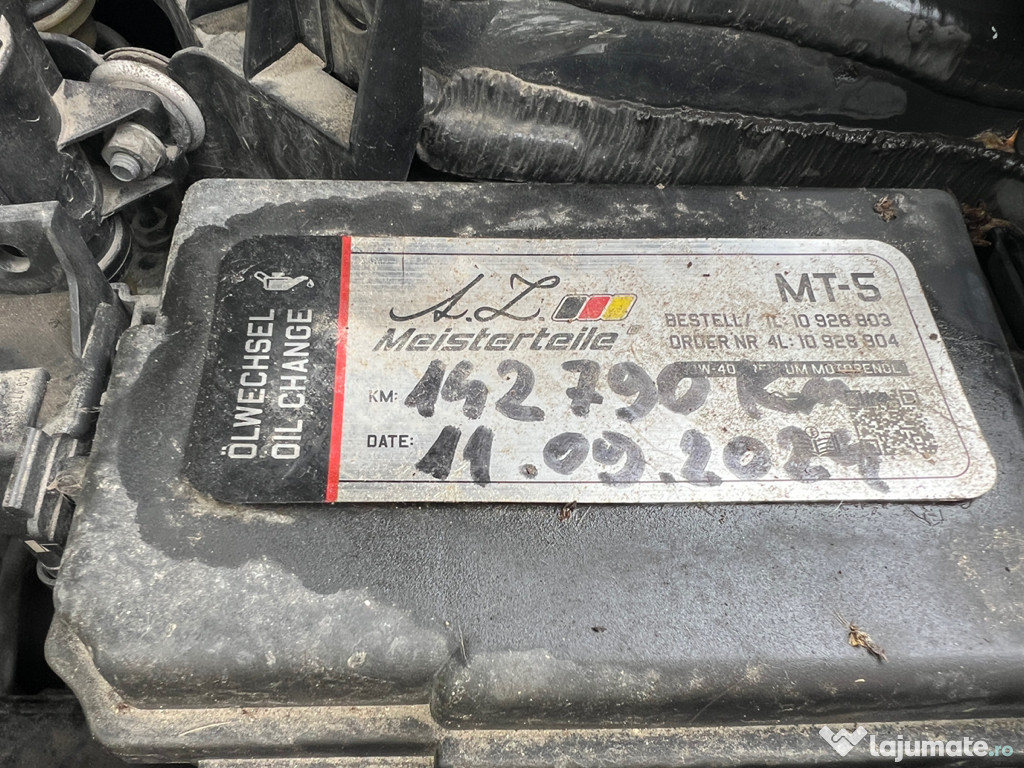 ÖLWECHSEL
OIL CHANGE
A.Z.
Meisterteile
MT-5
BESTELL/ 1L: 10 928 803
ORDER NR 4L: 10 928 904
KM: 142 790 Km
DATE: 11.09.2024
lajumate.ro